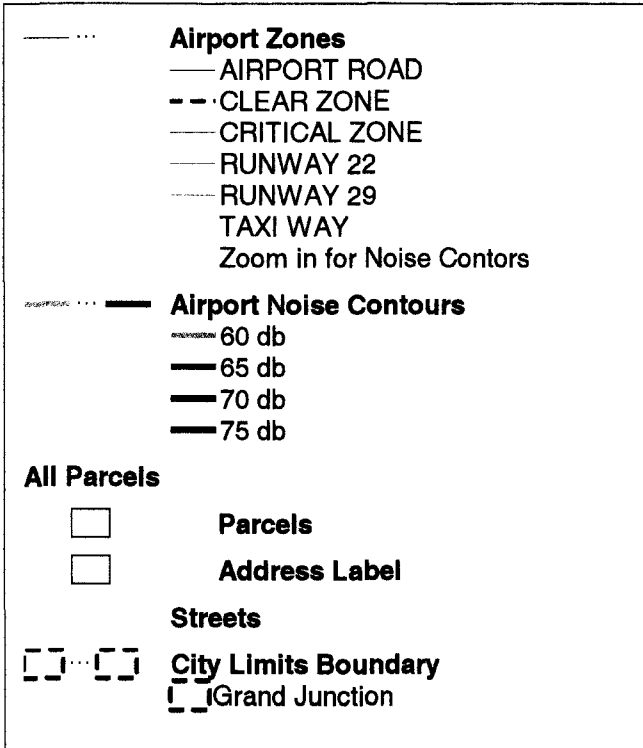 Airport Zones
AIRPORT ROAD
CLEAR ZONE
CRITICAL ZONE
RUNWAY 22
RUNWAY 29
TAXI WAY
Zoom in for Noise Contors
Airport Noise Contours
60 db
65 db
70 db
75 db
All Parcels
Parcels
Address Label
Streets
City Limits Boundary
Grand Junction